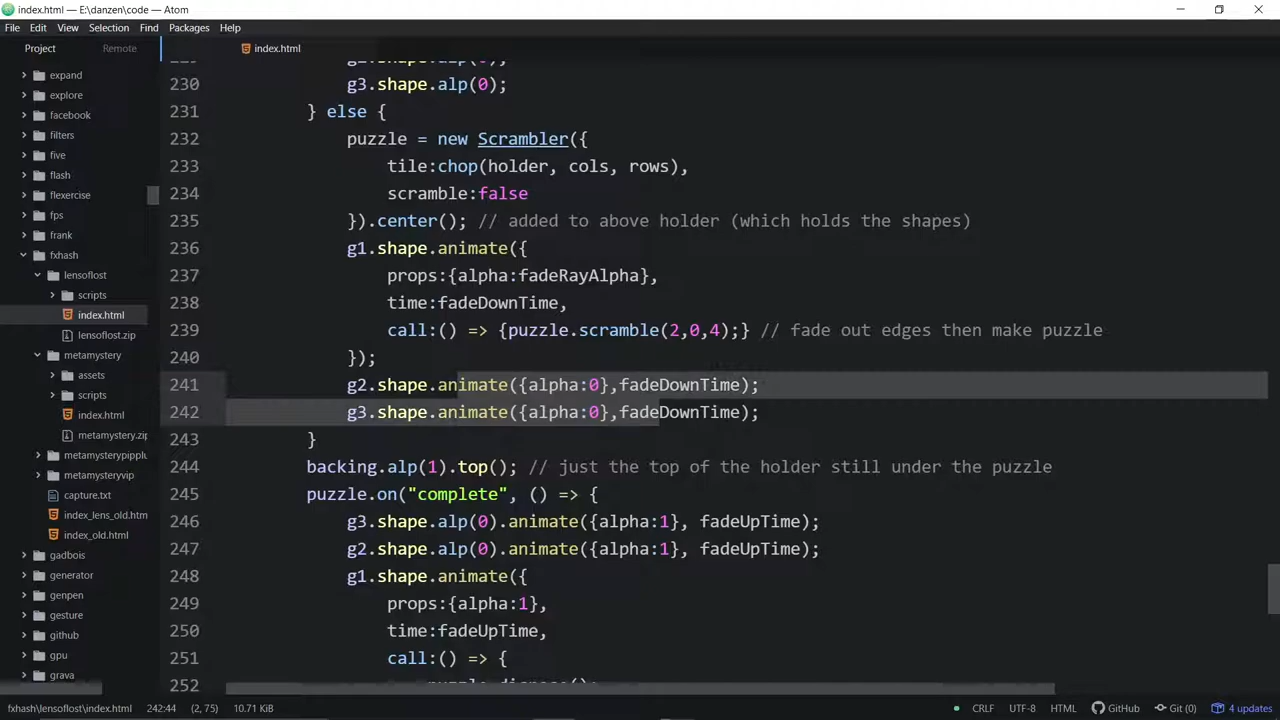 index.html — E:\danzen\code — Atom
File Edit View Selection Find Packages Help
Project Remote
index.html
expand
explore
facebook
filters
five
flash
flexercise
fps
frank
fxhash
lensoflost
scripts
index.html
lensoflost.zip
metamystery
assets
scripts
index.html
metamystery.zip
metamysterypipplu
metamysteryvip
capture.txt
index_lens_old.htm
index_old.html
gadbois
generator
genpen
gesture
github
gpu
grava
230 g3.shape.alp(0);
231 } else {
232 puzzle = new Scrambler({
233 tile:chop(holder, cols, rows),
234 scramble:false
235 }).center(); // added to above holder (which holds the shapes)
236 g1.shape.animate({
237 props:{alpha:fadeRayAlpha},
238 time:fadeDownTime,
239 call:() => {puzzle.scramble(2,0,4);} // fade out edges then make puzzle
240 });
241 g2.shape.animate({alpha:0},fadeDownTime);
242 g3.shape.animate({alpha:0},fadeDownTime);
243 }
244 backing.alp(1).top(); // just the top of the holder still under the puzzle
245 puzzle.on("complete", () => {
246 g3.shape.alp(0).animate({alpha:1}, fadeUpTime);
247 g2.shape.alp(0).animate({alpha:1}, fadeUpTime);
248 g1.shape.animate({
249 props:{alpha:1},
250 time:fadeUpTime,
251 call:() => {
252
fxhash\lensoflost\index.html 242:44 (2, 75) 10.71 KiB CRLF UTF-8 HTML GitHub Git (0) 4 updates